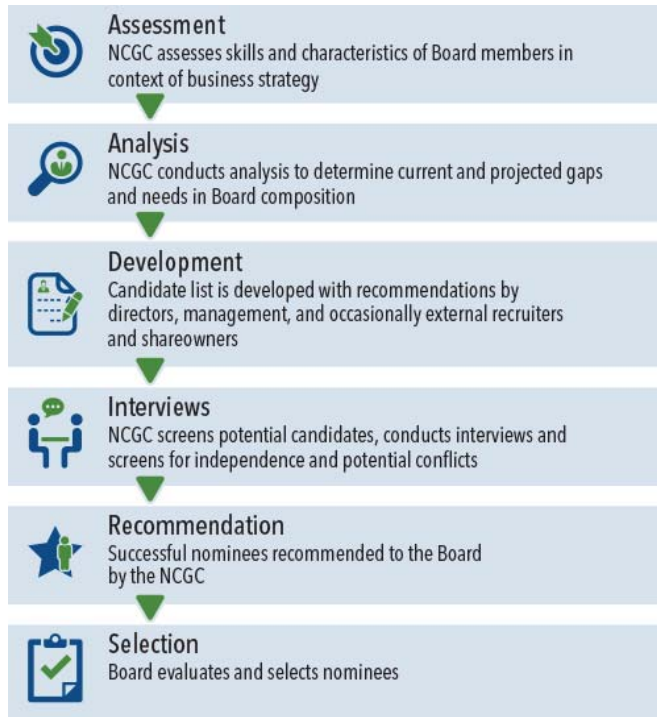 Assessment
NCGC assesses skills and characteristics of Board members in
context of business strategy
Analysis
NCGC conducts analysis to determine current and projected gaps
and needs in Board composition
Development
Candidate list is developed with recommendations by
directors, management, and occasionally external recruiters
and shareowners
Interviews
NCGC screens potential candidates, conducts interviews and
screens for independence and potential conflicts
Recommendation
Successful nominees recommended to the Board
by the NCGC
Selection
Board evaluates and selects nominees